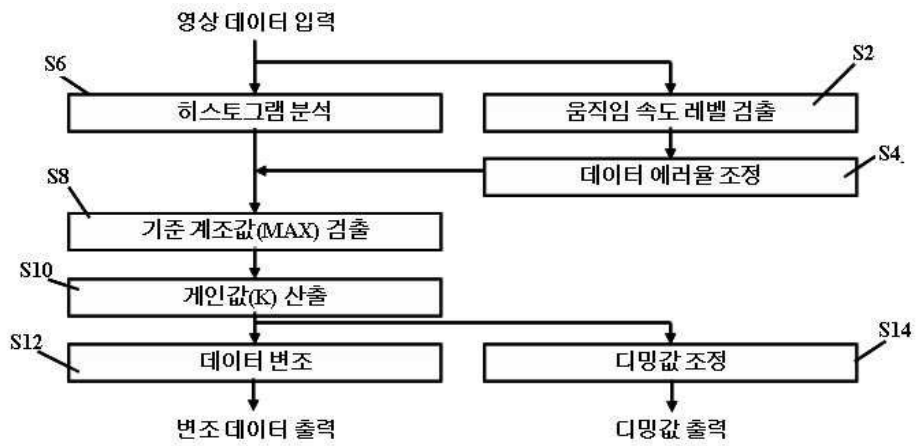 영상 데이터 입력
S6
S2
히스토그램 분석
움직임 속도 레벨 검출
S4
데이터 에러율 조정
S8
기준 계조값(MAX) 검출
S10
게인값(K) 산출
S12
S14
데이터 변조
디밍값 조정
변조 데이터 출력
디밍값 출력